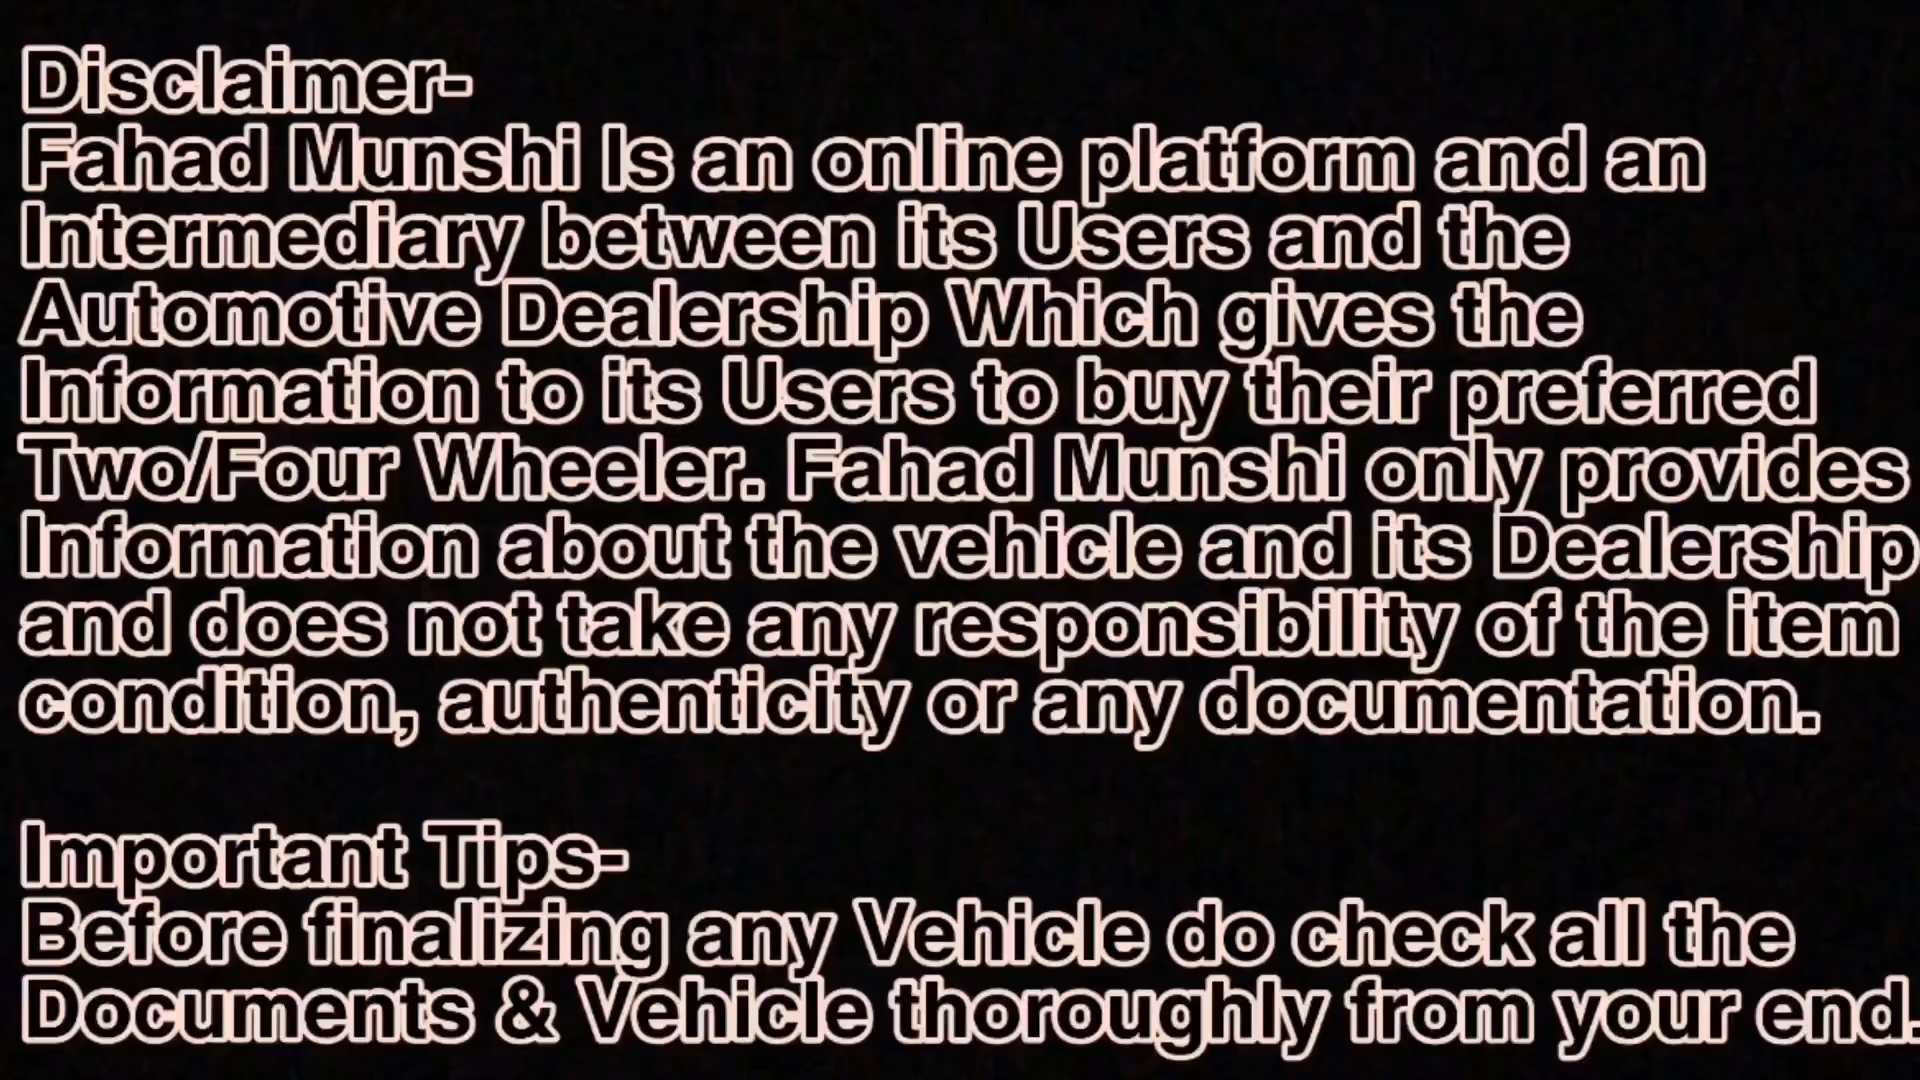 Disclaimer-
Fahad Munshi Is an online platform and an
Intermediary between its Users and the
Automotive Dealership Which gives the
Information to its Users to buy their preferred
Two/Four Wheeler. Fahad Munshi only provides
Information about the vehicle and its Dealership
and does not take any responsibility of the item
condition, authenticity or any documentation.
Important Tips-
Before finalizing any Vehicle do check all the
Documents & Vehicle thoroughly from your end.